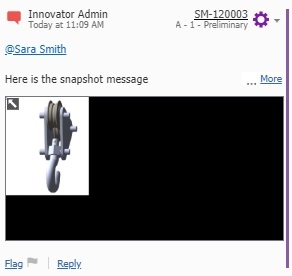 Innovator Admin SM-120003
Today at 11:09 AM A - 1 - Preliminary
@Sara Smith
Here is the snapshot message ... More
Flag Reply